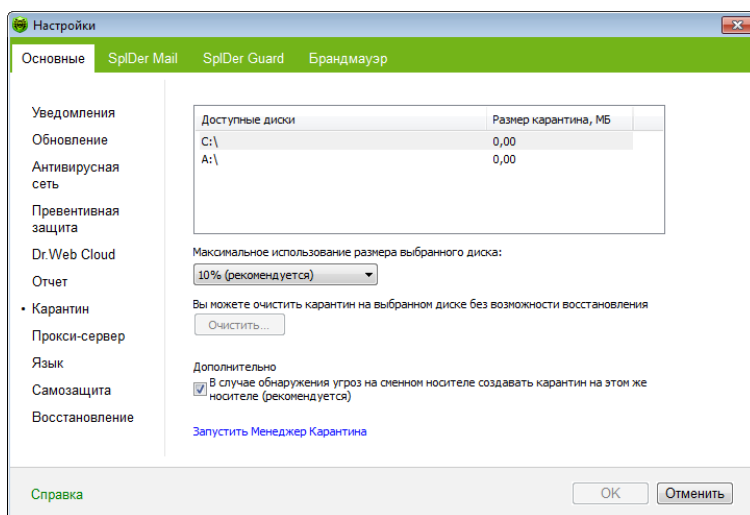 Настройки
Основные SpIDer Mail SpIDer Guard Брандмауэр
Уведомления
Обновление
Антивирусная
сеть
Превентивная
защита
Dr.Web Cloud
Отчет
Карантин
Прокси-сервер
Язык
Самозащита
Восстановление
Доступные диски Размер карантина, МБ
C:\ 0,00
A:\ 0,00
Максимальное использование размера выбранного диска:
10% (рекомендуется)
Вы можете очистить карантин на выбранном диске без возможности восстановления
Очистить...
Дополнительно
В случае обнаружения угроз на сменном носителе создавать карантин на этом же
носителе (рекомендуется)
Запустить Менеджер Карантина
Справка
OK Отменить